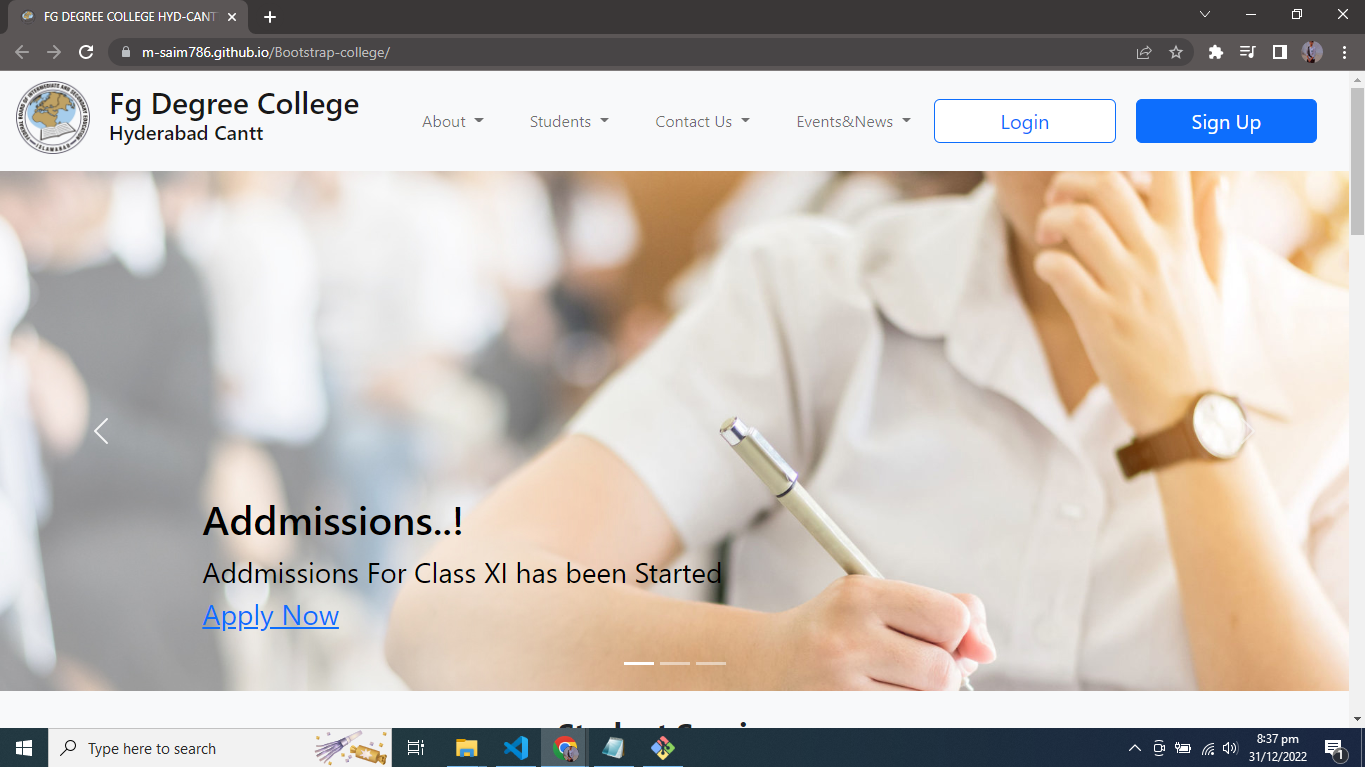 FG DEGREE COLLEGE HYD-CANT
m-saim786.github.io/Bootstrap-college/
Fg Degree College
Hyderabad Cantt
About
Students
Contact Us
Events&News
Login
Sign Up
Addmissions..!
Addmissions For Class XI has been Started
Apply Now
Type here to search
8:37 pm
31/12/2022
1